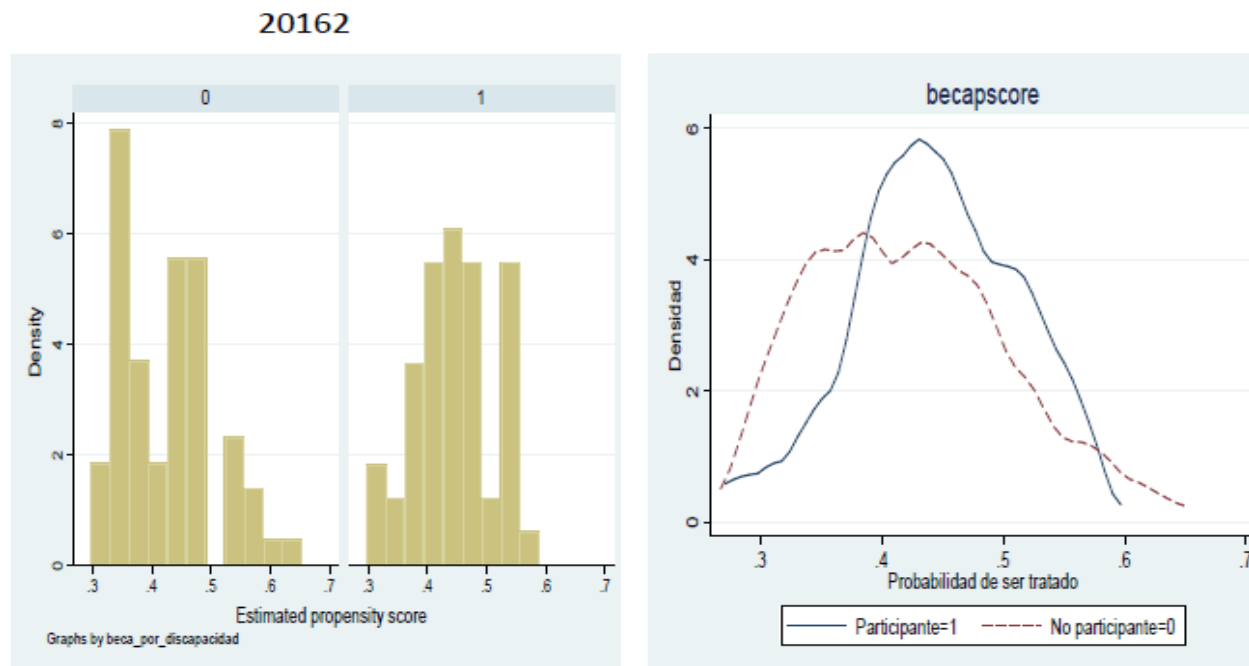 20162
0 1
8
6
4
2
0
Density
.3 .4 .5 .6 .7 .3 .4 .5 .6 .7
Estimated propensity score
Graphs by beca_por_discapacidad
becapscore
6
4
2
0
Densidad
.3 .4 .5 .6 .7
Probabilidad de ser tratado
Participante=1 No participante=0